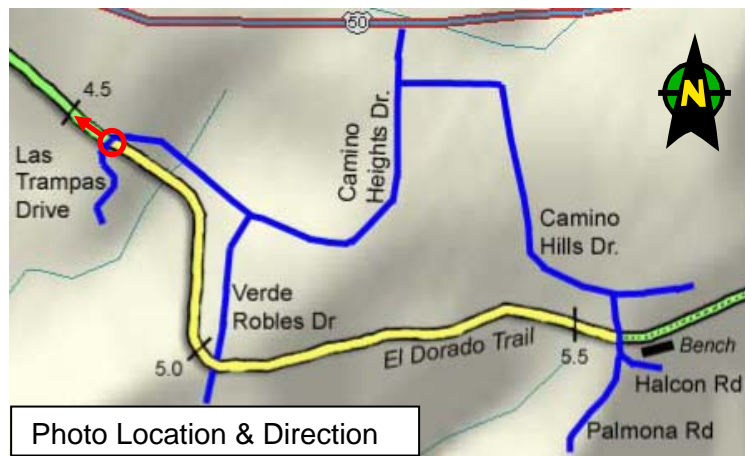 50
N
4.5
Las
Trampas
Drive
Camino
Heights Dr.
Camino
Hills Dr.
Verde
Robles Dr
5.0
El Dorado Trail
5.5
Bench
Halcon Rd
Palmona Rd
Photo Location & Direction